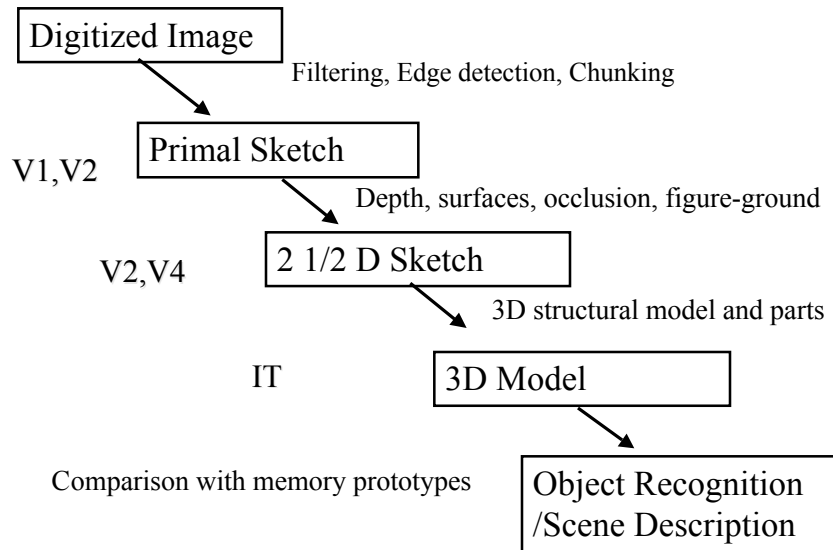 Digitized Image
Filtering, Edge detection, Chunking
Primal Sketch
V1,V2
Depth, surfaces, occlusion, figure-ground
2 1/2 D Sketch
V2,V4
3D structural model and parts
IT
3D Model
Comparison with memory prototypes
Object Recognition
/Scene Description